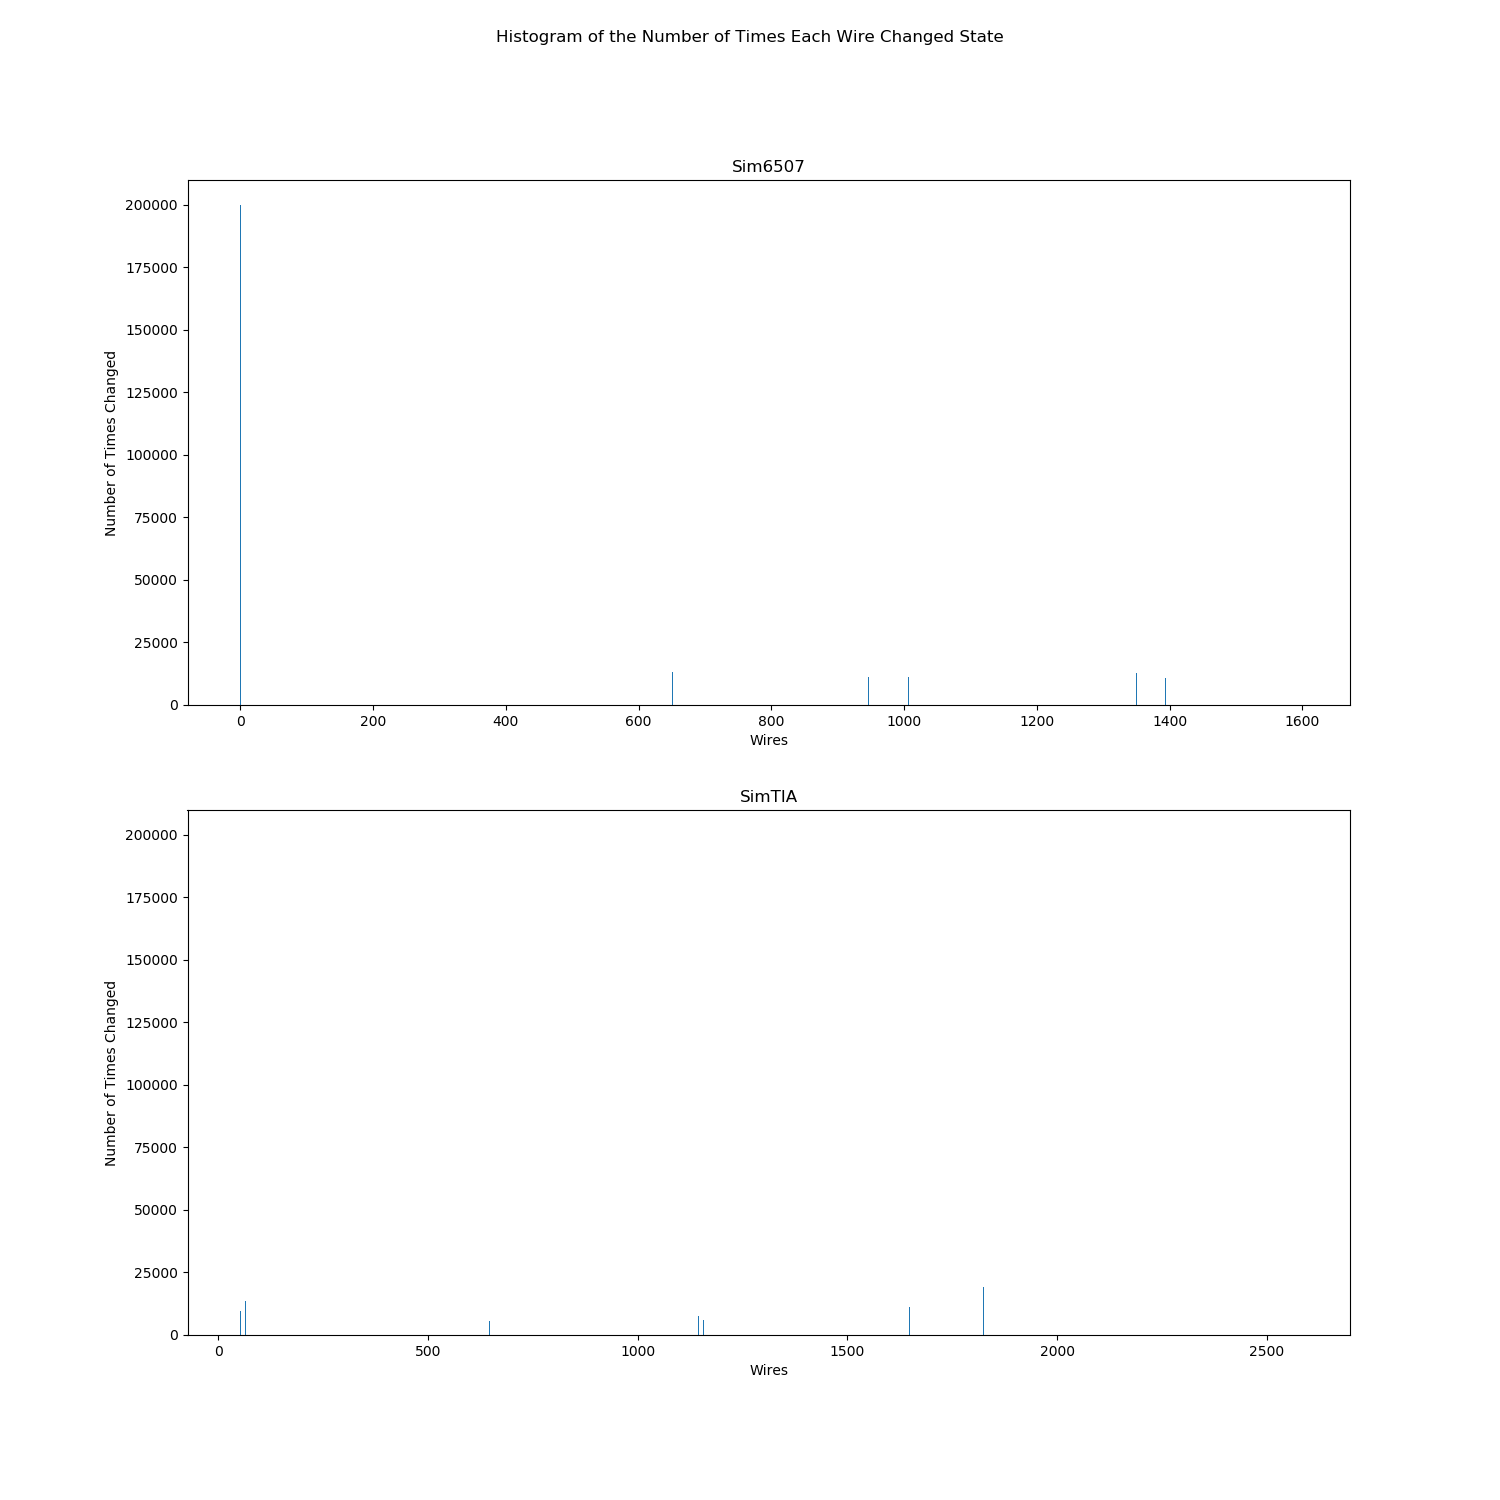 Histogram of the Number of Times Each Wire Changed State
Sim6507
200000
175000
150000
125000
100000
75000
50000
25000
0
Number of Times Changed
0 200 400 600 800 1000 1200 1400 1600
Wires
SimTIA
200000
175000
150000
125000
100000
75000
50000
25000
0
Number of Times Changed
0 500 1000 1500 2000 2500
Wires